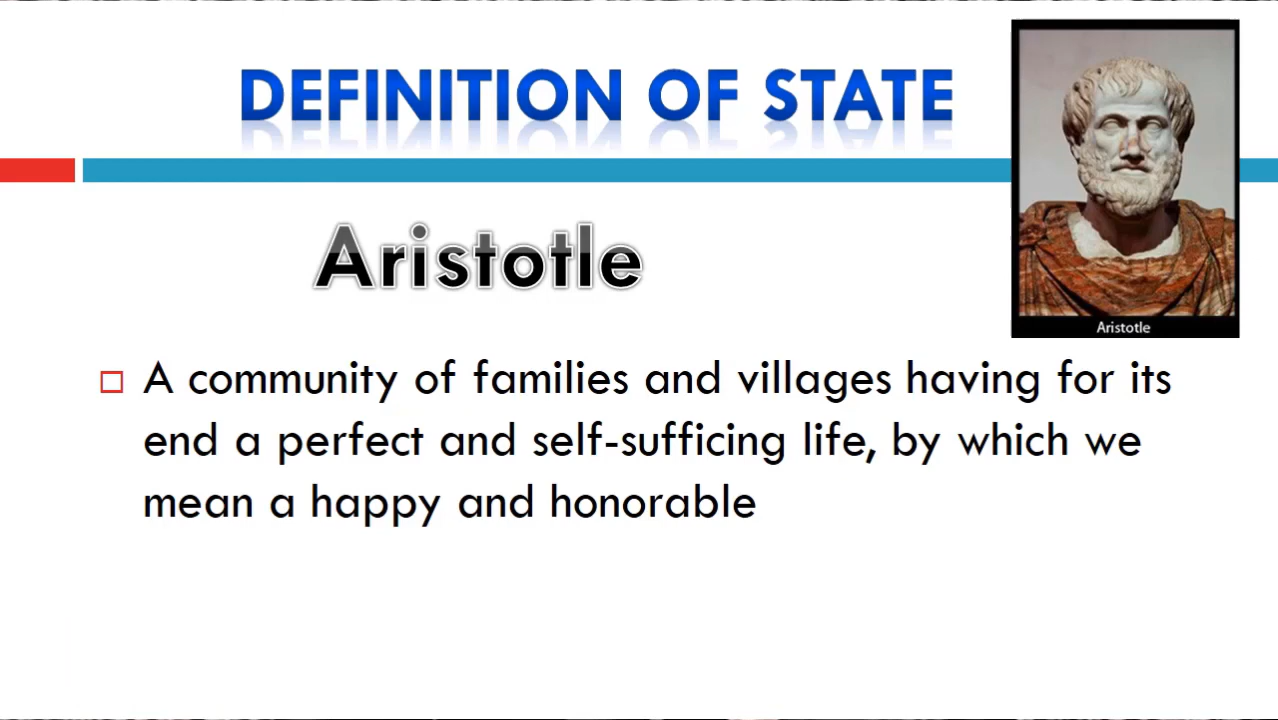 DEFINITION OF STATE
Aristotle
Aristotle
A community of families and villages having for its
end a perfect and self-sufficing life, by which we
mean a happy and honorable